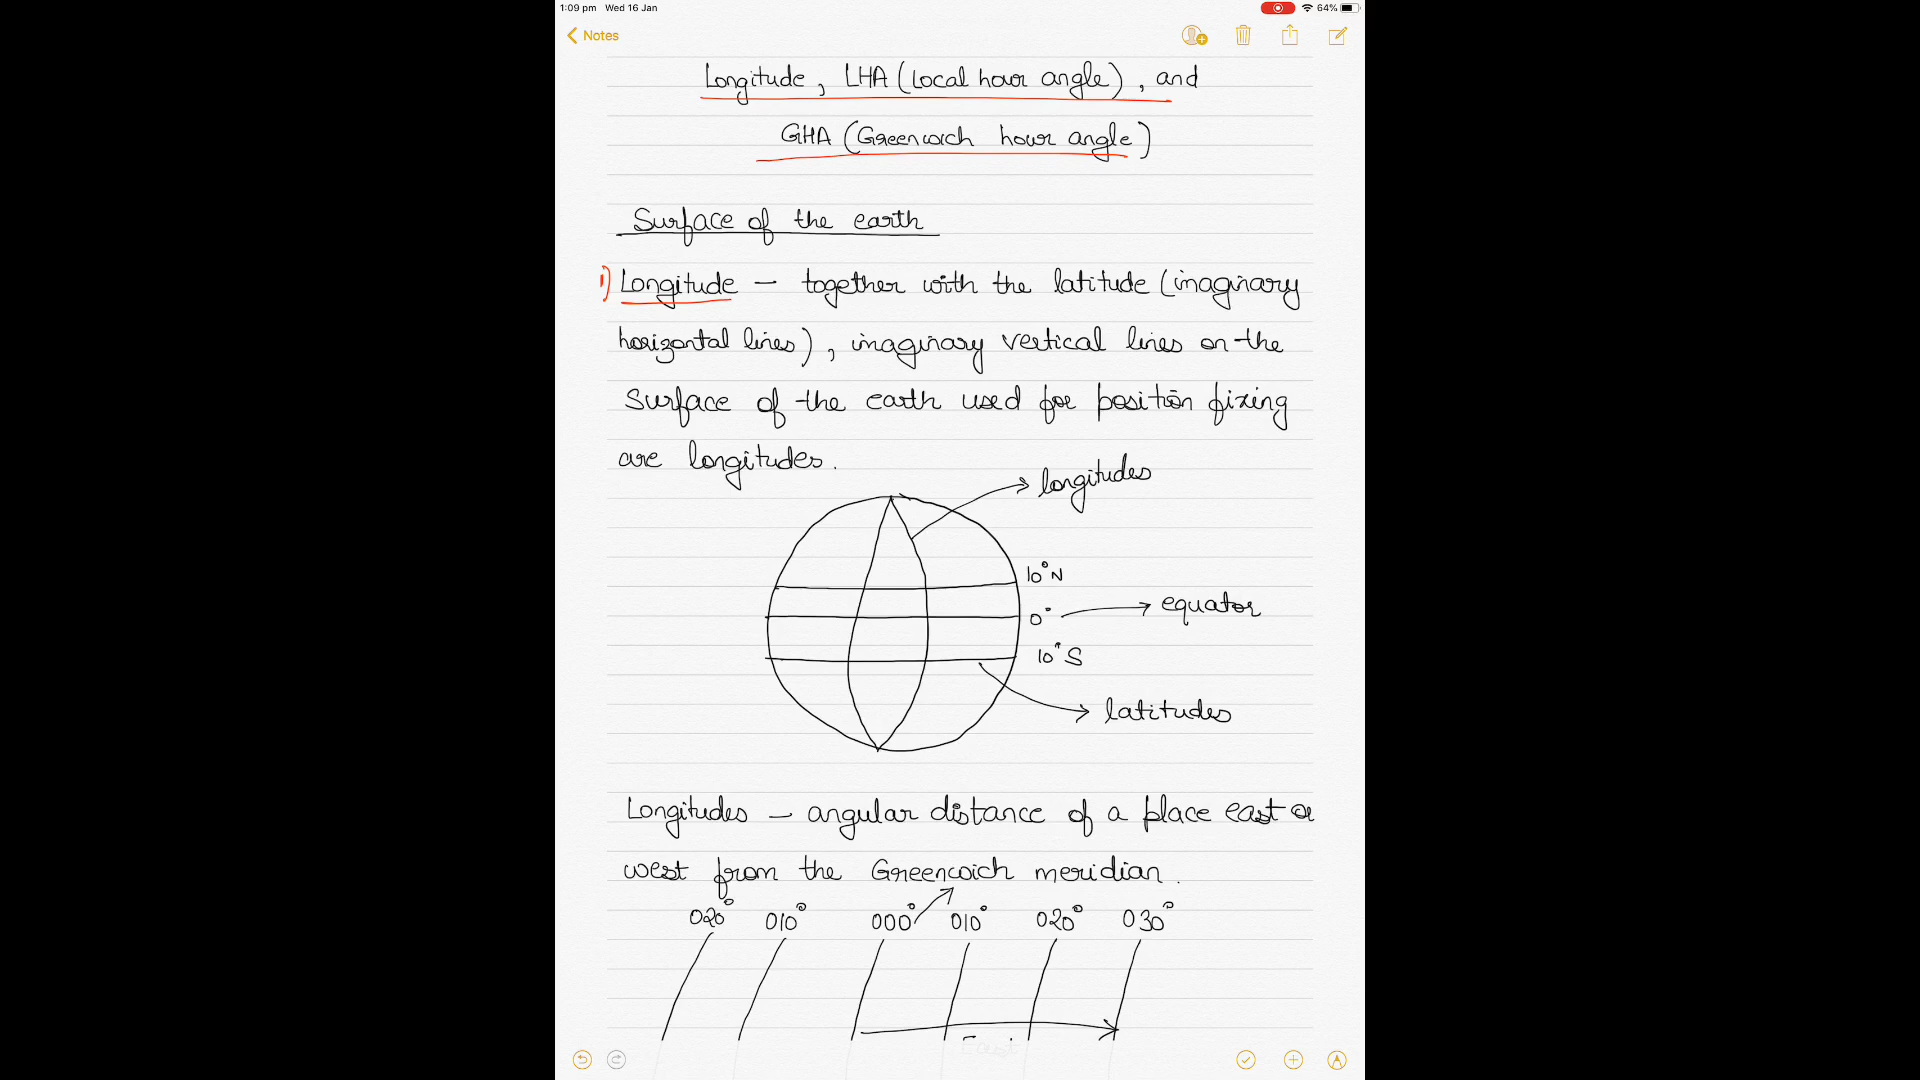 1:09 pm Wed 16 Jan
64%
Notes
Longitude, LHA (Local hour angle), and
GHA (Greenwich hour angle)
Surface of the earth
1) Longitude - together with the latitude (imaginary
horizontal lines), imaginary vertical lines on the
surface of the earth used for position fixing
are longitudes.
longitudes
10°N
0° equator
10°S
latitudes
Longitudes - angular distance of a place east or
west from the Greenwich meridian.
020° 010° 000° 010° 020° 030°
East